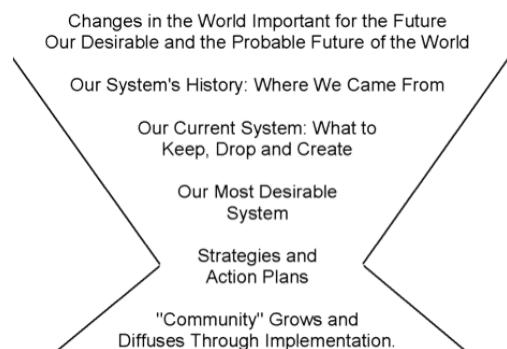 Changes in the World Important for the Future
Our Desirable and the Probable Future of the World
Our System's History: Where We Came From
Our Current System: What to
Keep, Drop and Create
Our Most Desirable
System
Strategies and
Action Plans
"Community" Grows and
Diffuses Through Implementation.